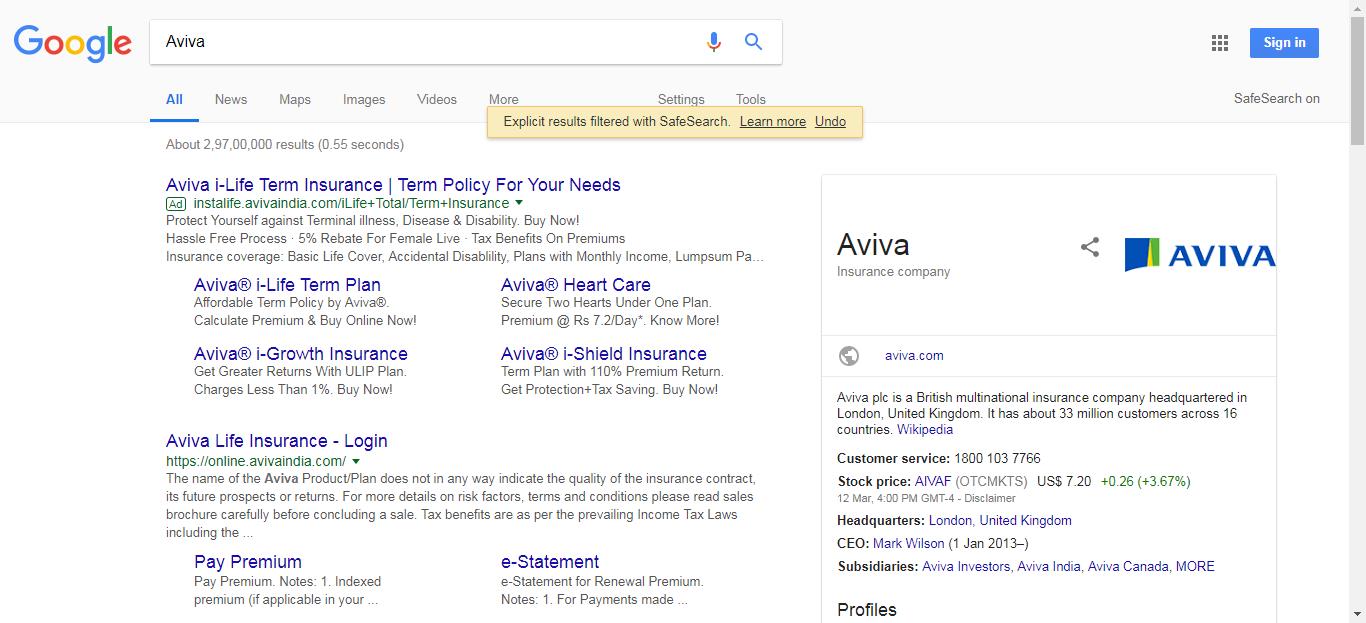 Google
Aviva
Sign in
All News Maps Images Videos More Settings Tools
SafeSearch on
Explicit results filtered with SafeSearch. Learn more Undo
About 2,97,00,000 results (0.55 seconds)
Aviva i-Life Term Insurance | Term Policy For Your Needs
Ad instalife.avivaindia.com/iLife+Total/Term+Insurance
Protect Yourself against Terminal illness, Disease & Disability. Buy Now!
Hassle Free Process · 5% Rebate For Female Live · Tax Benefits On Premiums
Insurance coverage: Basic Life Cover, Accidental Disablility, Plans with Monthly Income, Lumpsum Pa…
Aviva® i-Life Term Plan
Affordable Term Policy by Aviva®.
Calculate Premium & Buy Online Now!
Aviva® Heart Care
Secure Two Hearts Under One Plan.
Premium @ Rs 7.2/Day*. Know More!
Aviva® i-Growth Insurance
Get Greater Returns With ULIP Plan.
Charges Less Than 1%. Buy Now!
Aviva® i-Shield Insurance
Term Plan with 110% Premium Return.
Get Protection+Tax Saving. Buy Now!
Aviva Life Insurance - Login
https://online.avivaindia.com/
The name of the Aviva Product/Plan does not in any way indicate the quality of the insurance contract,
its future prospects or returns. For more details on risk factors, terms and conditions please read sales
brochure carefully before concluding a sale. Tax benefits are as per the prevailing Income Tax Laws
including the ...
Pay Premium
Pay Premium. Notes: 1. Indexed
premium (if applicable in your ...
e-Statement
e-Statement for Renewal Premium.
Notes: 1. For Payments made ...
Aviva
Insurance company
AVIVA
aviva.com
Aviva plc is a British multinational insurance company headquartered in
London, United Kingdom. It has about 33 million customers across 16
countries. Wikipedia
Customer service: 1800 103 7766
Stock price: AIVAF (OTCMKTS) US$ 7.20 +0.26 (+3.67%)
12 Mar, 4:00 PM GMT-4 - Disclaimer
Headquarters: London, United Kingdom
CEO: Mark Wilson (1 Jan 2013–)
Subsidiaries: Aviva Investors, Aviva India, Aviva Canada, MORE
Profiles